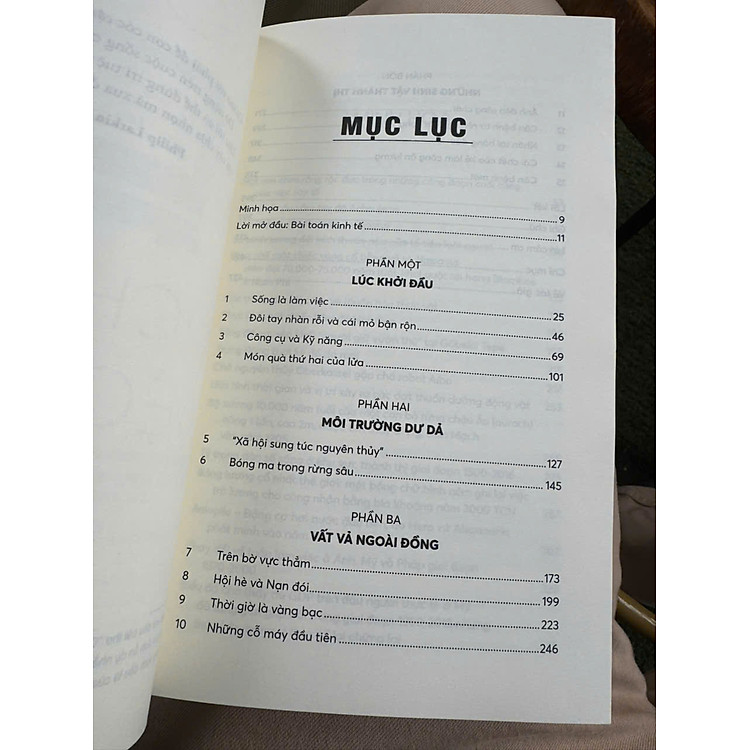 MỤC LỤC
Minh họa 9
Lời mở đầu: Bài toán kinh tế 11
PHẦN MỘT
LÚC KHỞI ĐẦU
1 Sống là làm việc 25
2 Đôi tay nhàn rỗi và cái mỏ bận rộn 46
3 Công cụ và Kỹ năng 69
4 Món quà thứ hai của lửa 101
PHẦN HAI
MÔI TRƯỜNG DƯ DẢ
5 "Xã hội sung túc nguyên thủy" 127
6 Bóng ma trong rừng sâu 145
PHẦN BA
VẤT VẢ NGOÀI ĐỒNG
7 Trên bờ vực thẳm 173
8 Hội hè và Nạn đói 199
9 Thời giờ là vàng bạc 223
10 Những cỗ máy đầu tiên 246
Philip Larkin